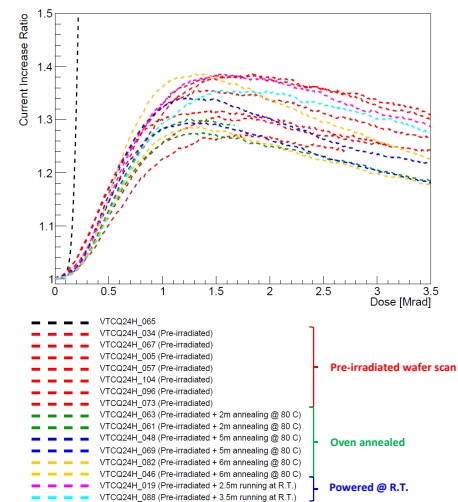 1.5
1.4
1.3
1.2
1.1
1
Current Increase Ratio
0 0.5 1 1.5 2 2.5 3 3.5
Dose [Mrad]
VTCQ24H_065
VTCQ24H_034 (Pre-irradiated)
VTCQ24H_067 (Pre-irradiated)
VTCQ24H_005 (Pre-irradiated)
VTCQ24H_057 (Pre-irradiated)
VTCQ24H_104 (Pre-irradiated)
VTCQ24H_096 (Pre-irradiated)
VTCQ24H_073 (Pre-irradiated)
Pre-irradiated wafer scan
VTCQ24H_063 (Pre-irradiated + 2m annealing @ 80 C)
VTCQ24H_061 (Pre-irradiated + 2m annealing @ 80 C)
VTCQ24H_048 (Pre-irradiated + 5m annealing @ 80 C)
VTCQ24H_069 (Pre-irradiated + 5m annealing @ 80 C)
VTCQ24H_082 (Pre-irradiated + 6m annealing @ 80 C)
VTCQ24H_046 (Pre-irradiated + 6m annealing @ 80 C)
Oven annealed
VTCQ24H_019 (Pre-irradiated + 2.5m running at R.T.)
VTCQ24H_088 (Pre-irradiated + 3.5m running at R.T.)
Powered @ R.T.